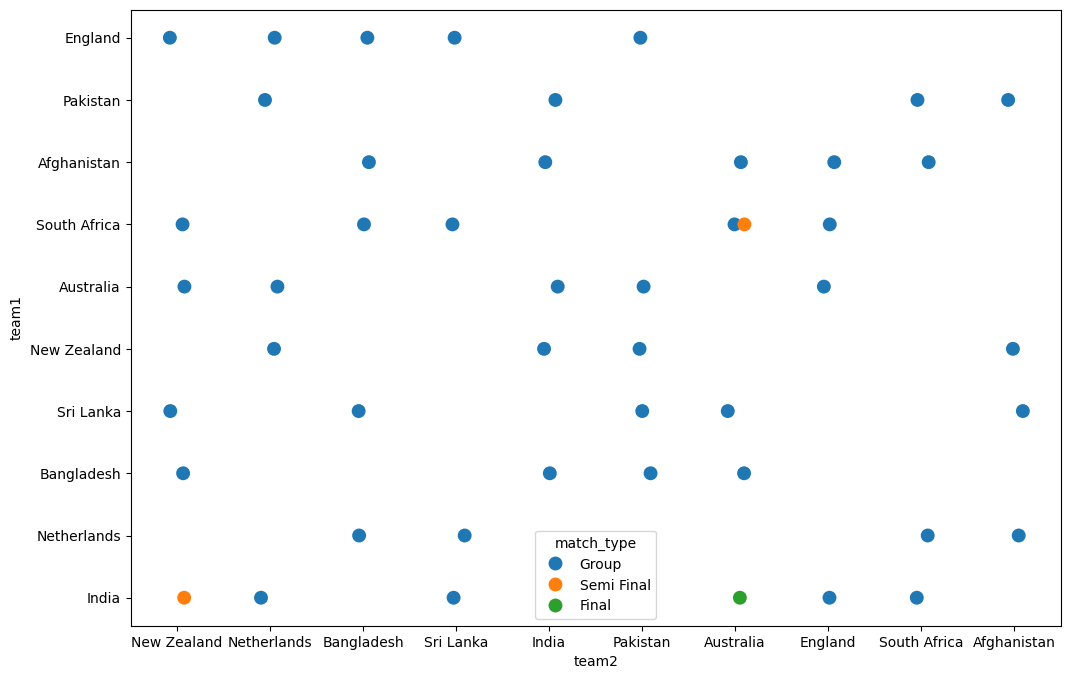 team1
England
Pakistan
Afghanistan
South Africa
Australia
New Zealand
Sri Lanka
Bangladesh
Netherlands
India
match_type
Group
Semi Final
Final
New Zealand Netherlands Bangladesh Sri Lanka India Pakistan Australia England South Africa Afghanistan
team2